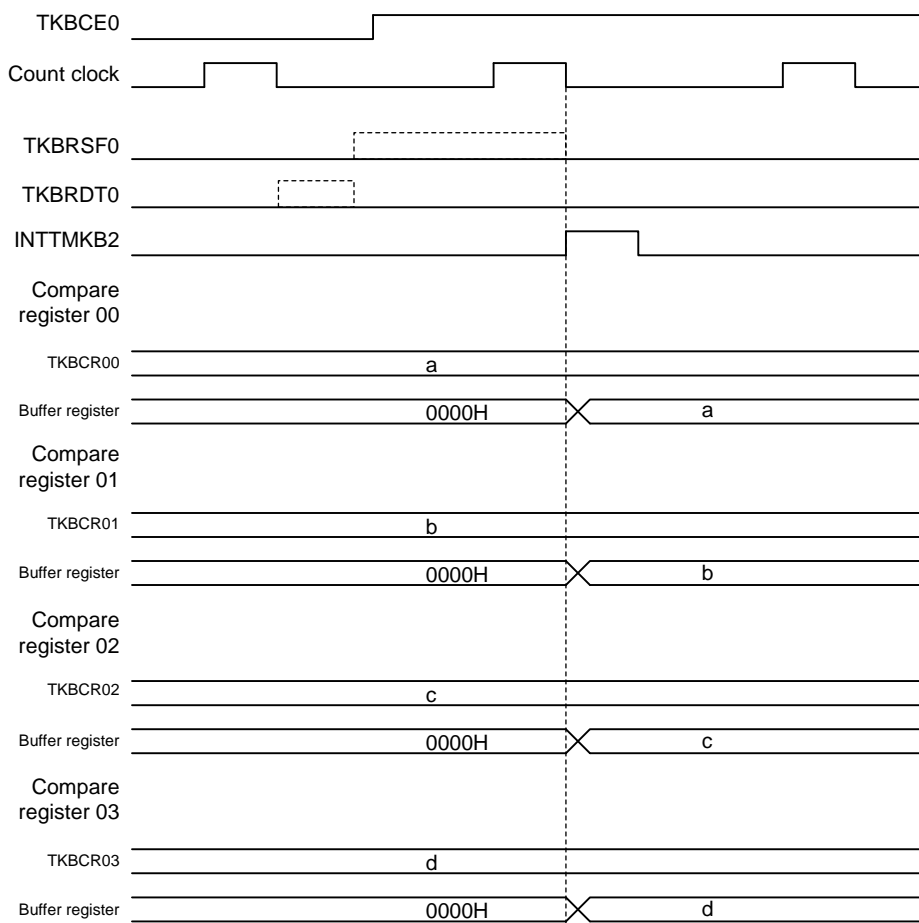 TKBCE0
Count clock
TKBRSF0
TKBRDT0
INTTMKB2
Compare
register 00
TKBCR00
a
Buffer register
0000H
a
Compare
register 01
TKBCR01
b
Buffer register
0000H
b
Compare
register 02
TKBCR02
c
Buffer register
0000H
c
Compare
register 03
TKBCR03
d
Buffer register
0000H
d